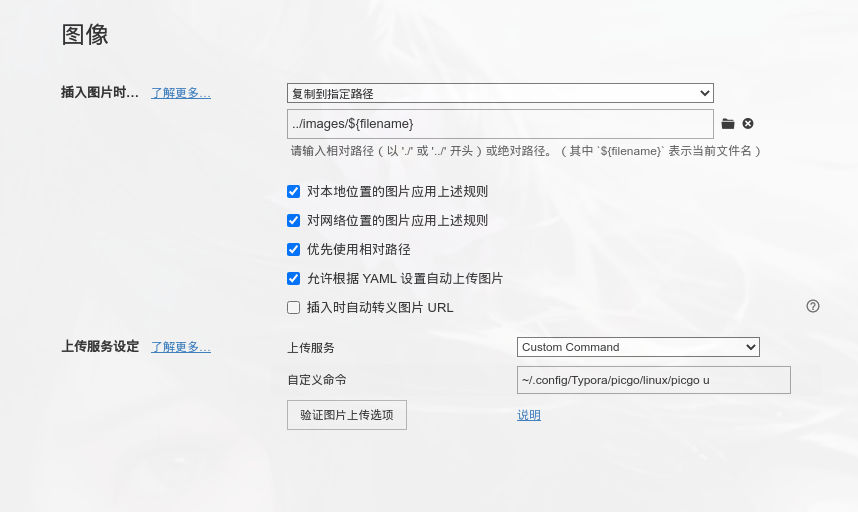 图像
插入图片时… 了解更多… 复制到指定路径
../images/${filename}
请输入相对路径（以 './' 或 '../' 开头）或绝对路径。（其中 `${filename}` 表示当前文件名）
对本地位置的图片应用上述规则
对网络位置的图片应用上述规则
优先使用相对路径
允许根据 YAML 设置自动上传图片
插入时自动转义图片 URL
上传服务设定 了解更多… 上传服务 Custom Command
自定义命令 ~/.config/Typora/picgo/linux/picgo u
验证图片上传选项 说明